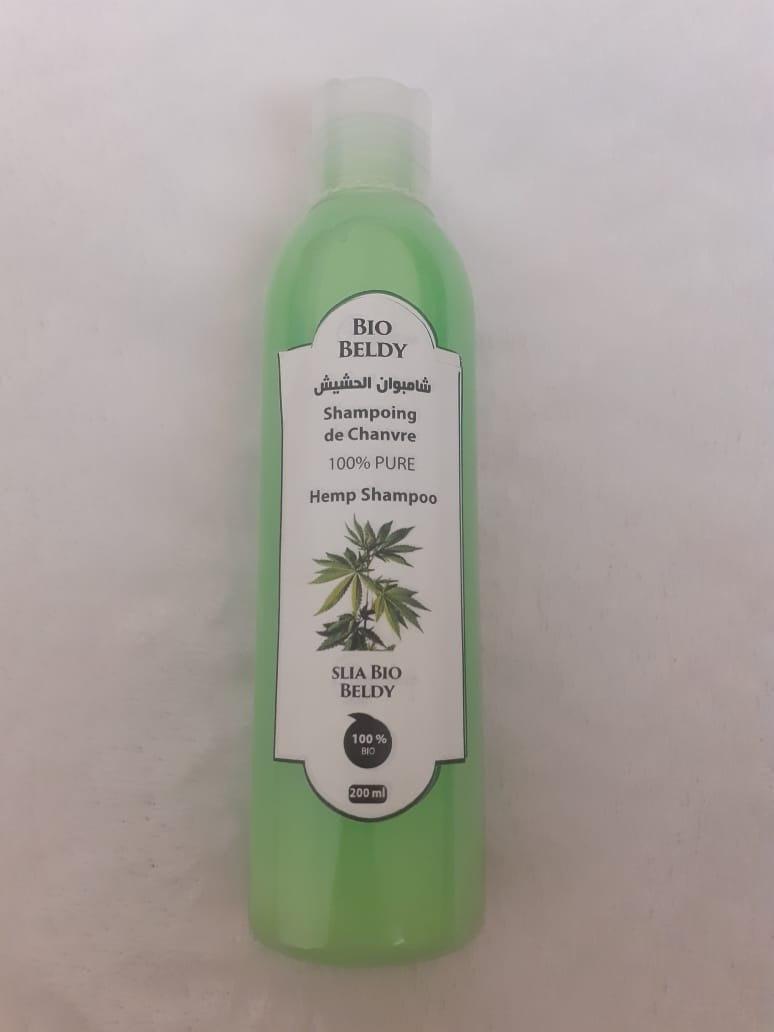 BIO
BELDY
شامبوان الحشيش
Shampoing
de Chanvre
100% PURE
Hemp Shampoo
SLIA BIO
BELDY
100 %
BIO
200 ml